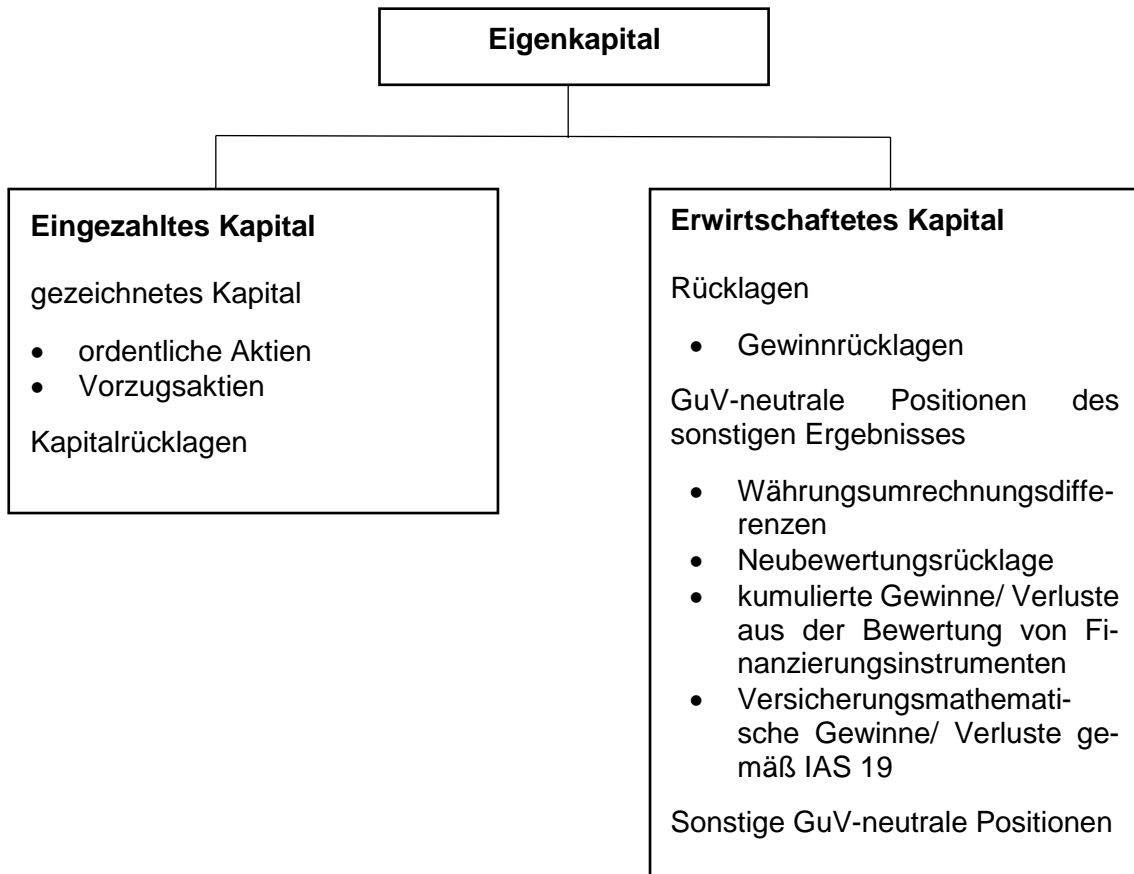 Eigenkapital
Eingezahltes Kapital
gezeichnetes Kapital
• ordentliche Aktien
• Vorzugsaktien
Kapitalrücklagen
Erwirtschaftetes Kapital
Rücklagen
• Gewinnrücklagen
GuV-neutrale Positionen des
sonstigen Ergebnisses
• Währungsumrechnungsdiffe-
renzen
• Neubewertungsrücklage
• kumulierte Gewinne/ Verluste
aus der Bewertung von Fi-
nanzierungsinstrumenten
• Versicherungsmathemati-
sche Gewinne/ Verluste ge-
mäß IAS 19
Sonstige GuV-neutrale Positionen